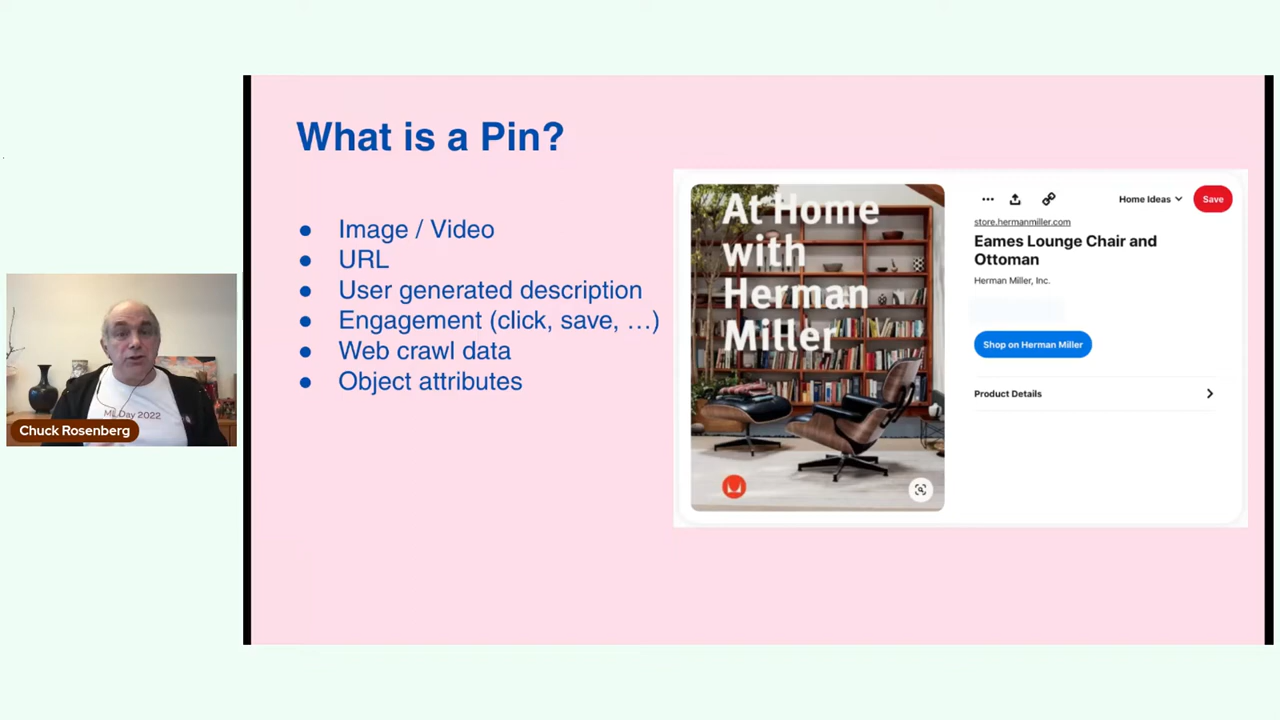 What is a Pin?
● Image / Video
● URL
● User generated description
● Engagement (click, save, …)
● Web crawl data
● Object attributes
At Home
with
Herman
Miller
Home Ideas
Save
store.hermanmiller.com
Eames Lounge Chair and
Ottoman
Herman Miller, Inc.
Shop on Herman Miller
Product Details
ML Day 2022
Chuck Rosenberg